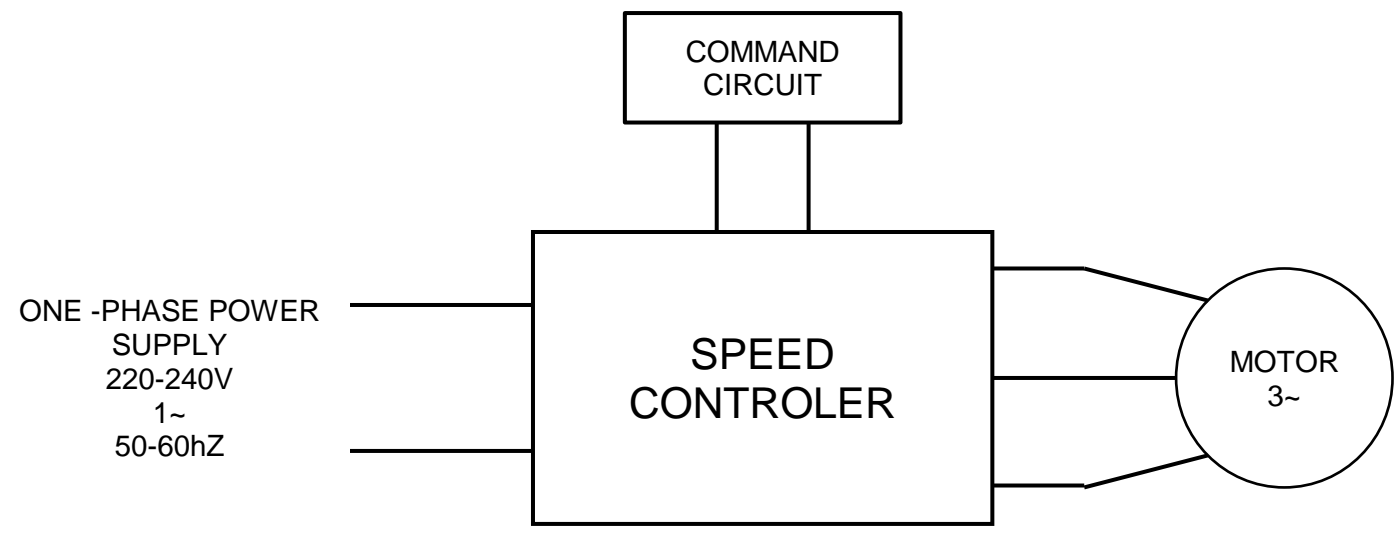 COMMAND
CIRCUIT
ONE -PHASE POWER
SUPPLY
220-240V
1~
50-60hZ
SPEED
CONTROLER
MOTOR
3~